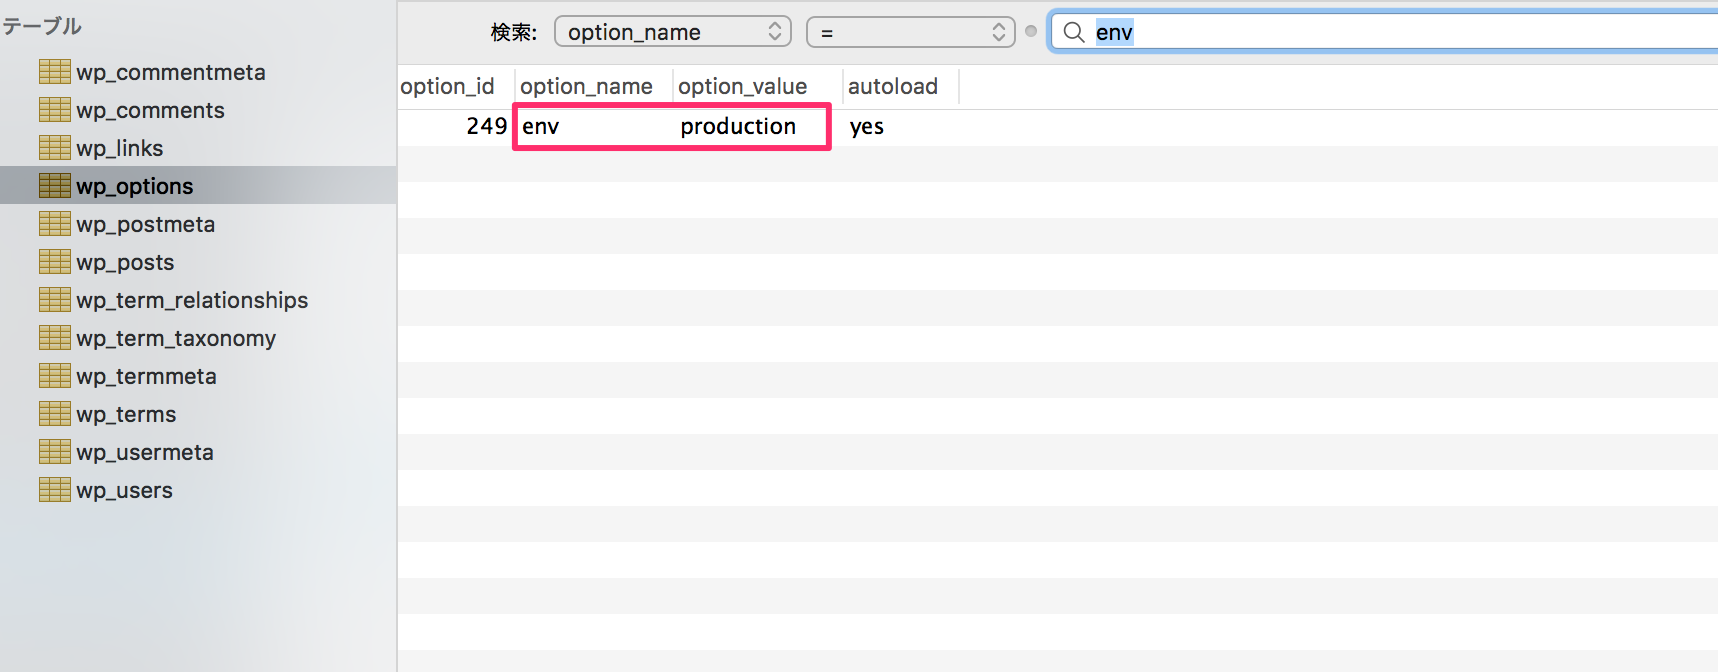 テーブル
wp_commentmeta
wp_comments
wp_links
wp_options
wp_postmeta
wp_posts
wp_term_relationships
wp_term_taxonomy
wp_termmeta
wp_terms
wp_usermeta
wp_users
検索: option_name = env
option_id option_name option_value autoload
249 env production yes